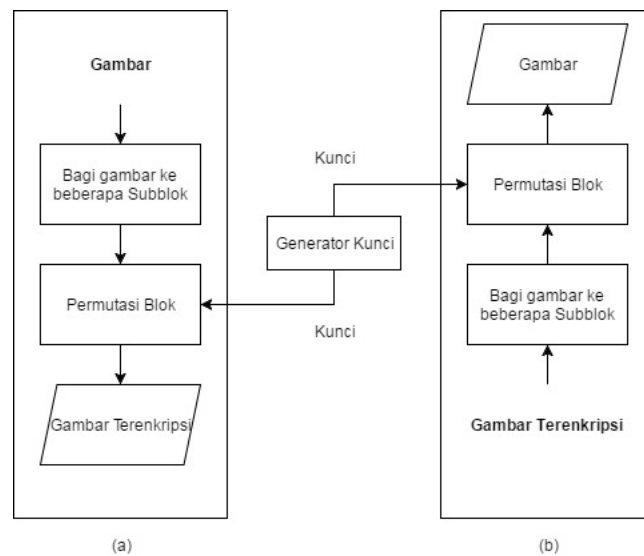 Gambar
Bagi gambar ke
beberapa Subblok
Permutasi Blok
Gambar Terenkripsi
(a)
Kunci
Generator Kunci
Kunci
Gambar
Permutasi Blok
Bagi gambar ke
beberapa Subblok
Gambar Terenkripsi
(b)